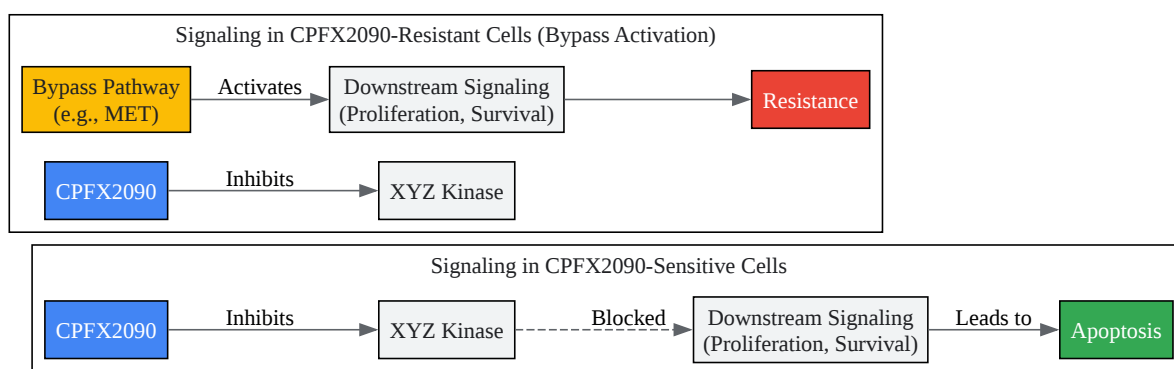 Signaling in CPFX2090-Resistant Cells (Bypass Activation)
Bypass Pathway
(e.g., MET)
Activates
Downstream Signaling
(Proliferation, Survival)
Resistance
CPFX2090
Inhibits
XYZ Kinase
Signaling in CPFX2090-Sensitive Cells
CPFX2090
Inhibits
XYZ Kinase
Blocked
Downstream Signaling
(Proliferation, Survival)
Leads to
Apoptosis